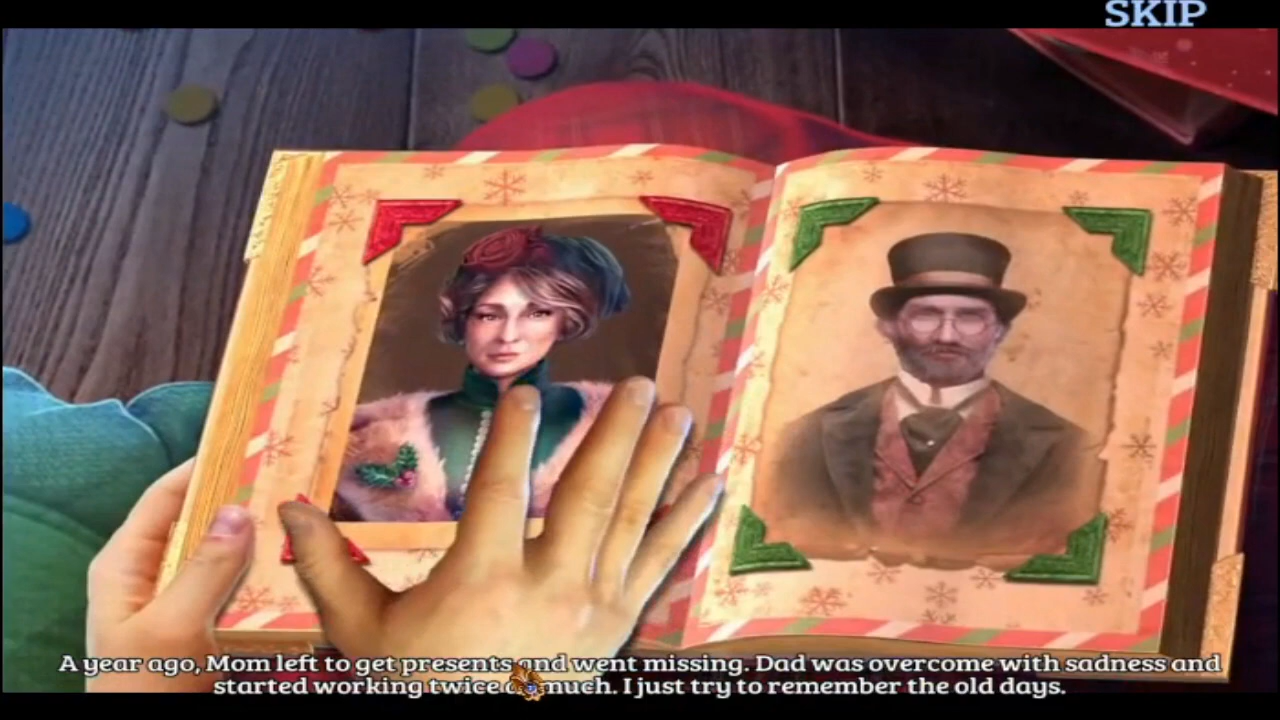 SKIP
A year ago, Mom left to get presents and went missing. Dad was overcome with sadness and
started working twice as much. I just try to remember the old days.